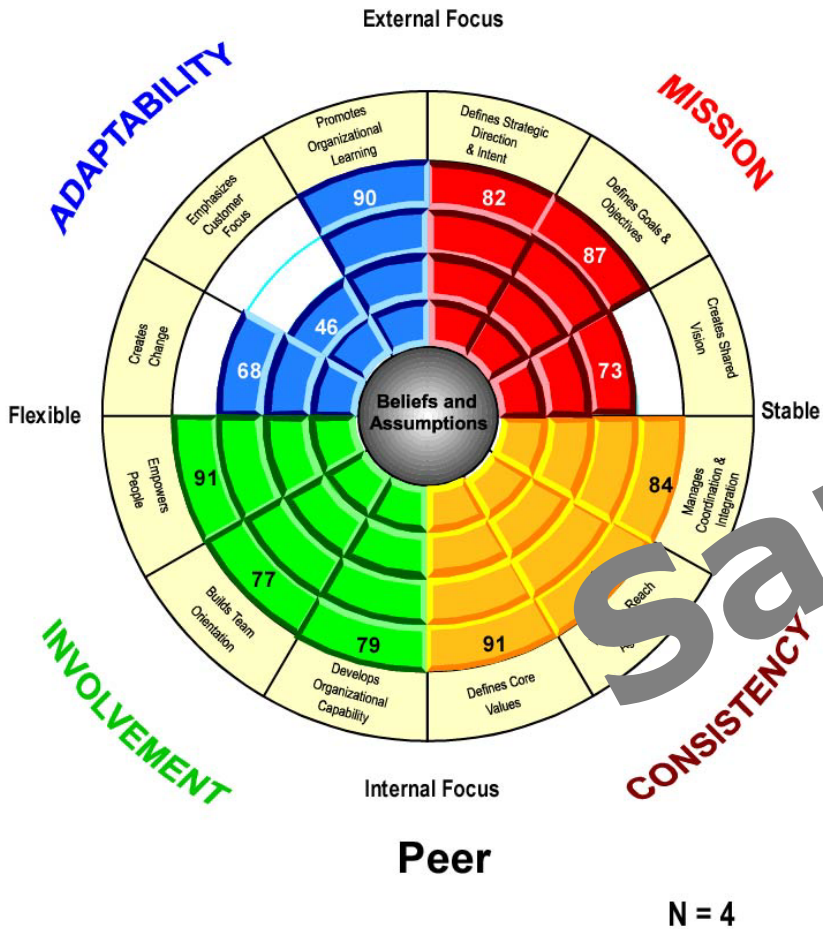 External Focus
ADAPTABILITY
MISSION
Promotes
Organizational
Learning
Defines Strategic
Direction
& Intent
Emphasizes
Customer
Focus
Defines Goals &
Objectives
90
82
87
Creates
Change
Creates Shared
Vision
46
68
73
Flexible
Beliefs and
Assumptions
Stable
Empowers
People
91
84
Manages
Coordination &
Integration
77
Builds Team
Orientation
79
91
Reach
Develops
Organizational
Capability
Defines Core
Values
INVOLVEMENT
CONSISTENCY
Internal Focus
Peer
N = 4